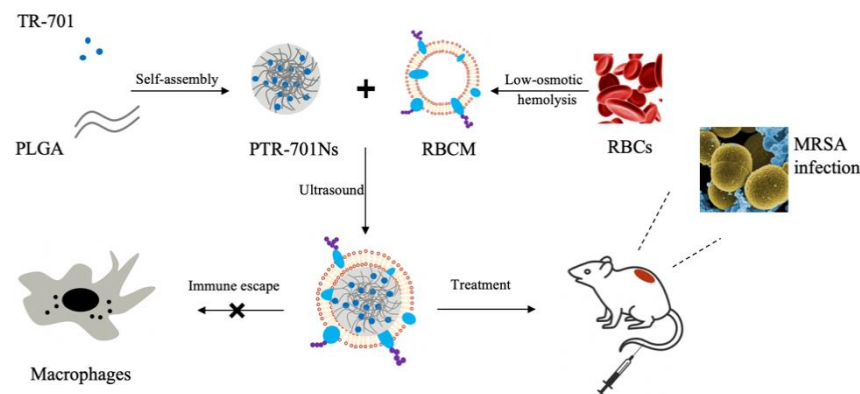 TR-701
PLGA
Self-assembly
PTR-701Ns
+
RBCM
Low-osmotic
hemolysis
RBCs
MRSA
infection
Ultrasound
Immune escape
Macrophages
Treatment